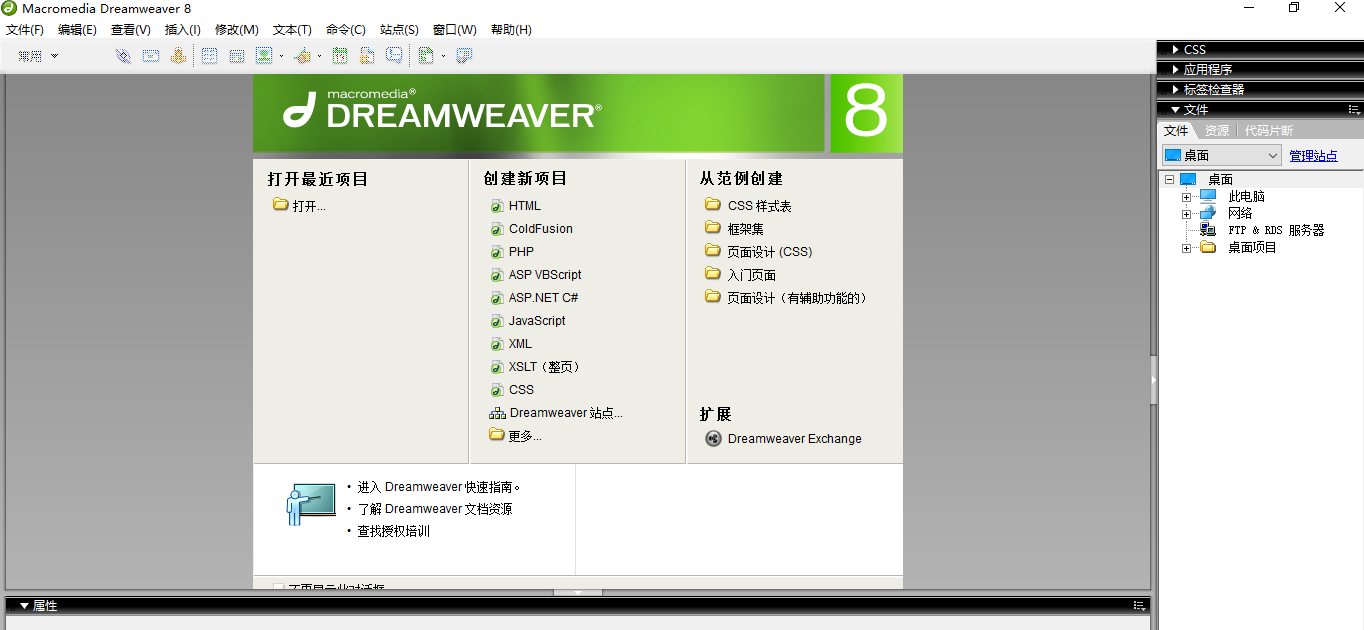 Macromedia Dreamweaver 8
文件(F) 编辑(E) 查看(V) 插入(I) 修改(M) 文本(T) 命令(C) 站点(S) 窗口(W) 帮助(H)
常用
macromedia®
DREAMWEAVER®
8
打开最近项目
打开...
创建新项目
HTML
ColdFusion
PHP
ASP VBScript
ASP.NET C#
JavaScript
XML
XSLT（整页）
CSS
Dreamweaver 站点...
更多...
从范例创建
CSS 样式表
框架集
页面设计 (CSS)
入门页面
页面设计（有辅助功能的）
扩展
Dreamweaver Exchange
• 进入 Dreamweaver 快速指南。
• 了解 Dreamweaver 文档资源
• 查找授权培训
不再显示此对话框
属性
CSS
应用程序
标签检查器
文件
文件 资源 代码片断
桌面 管理站点
桌面
此电脑
网络
FTP & RDS 服务器
桌面项目